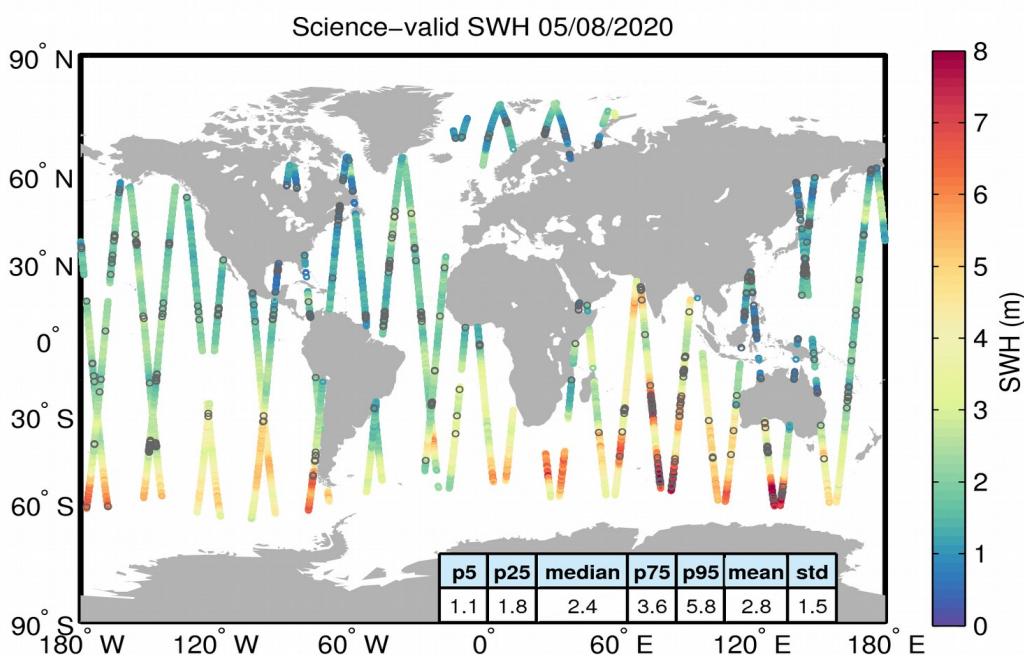 Science−valid SWH 05/08/2020
90° N
60° N
30° N
0°
30° S
60° S
90° S
180° W 120° W 60° W 0° 60° E 120° E 180° E
p5 p25 median p75 p95 mean std
1.1 1.8 2.4 3.6 5.8 2.8 1.5
8
7
6
5
4
3
2
1
0
SWH (m)